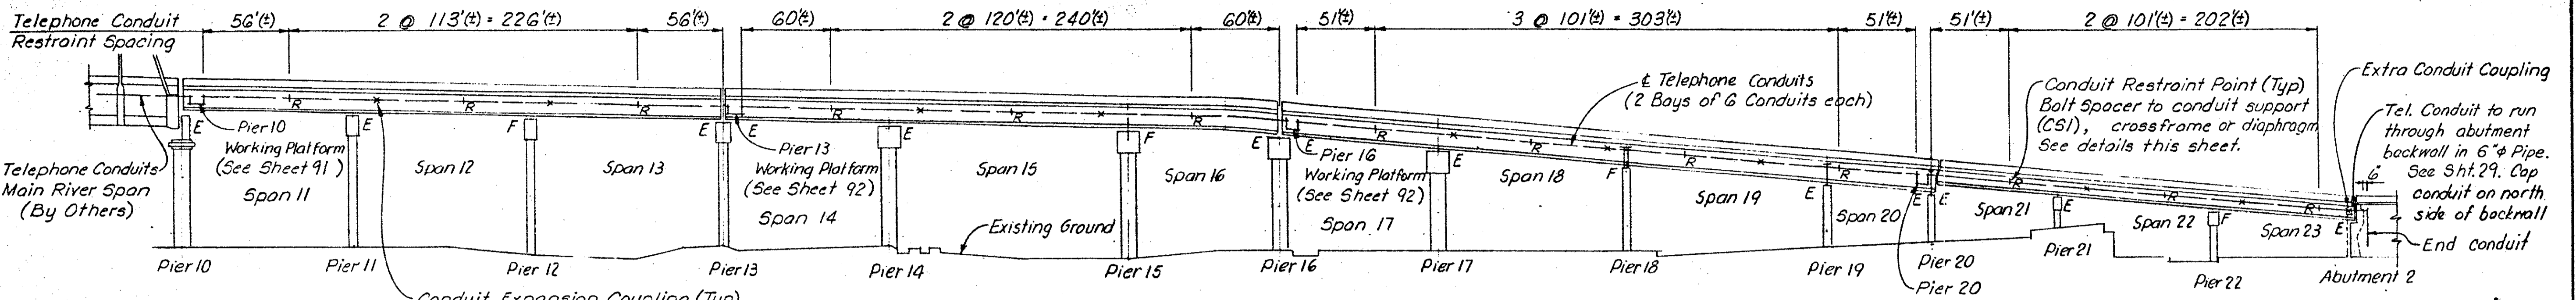 Telephone Conduit
Restraint Spacing
56'(±)
2 @ 113'(±) = 226'(±)
56'(±)
60'(±)
2 @ 120'(±) = 240'(±)
60'(±)
51'(±)
3 @ 101'(±) = 303'(±)
51'(±)
51'(±)
2 @ 101'(±) = 202'(±)
Telephone Conduits
Main River Span
(By Others)
Pier 10
Working Platform
(See Sheet 91)
Span 11
Span 12
Span 13
Pier 13
Working Platform
(See Sheet 92)
Span 14
Span 15
Span 16
Pier 16
Working Platform
(See Sheet 92)
Span 17
Span 18
Span 19
Span 20
Span 21
Span 22
Span 23
℄ Telephone Conduits
(2 Bays of 6 Conduits each)
Conduit Restraint Point (Typ)
Bolt Spacer to conduit support
(CS1), crossframe or diaphragm
See details this sheet.
Extra Conduit Coupling
Tel. Conduit to run
through abutment
backwall in 6"ϕ Pipe.
See Sht. 29. Cap
conduit on north
side of backwall
6"
End conduit
R R R R R R R R R R R R R
E E F E E E F E E E F E E E E F E
Existing Ground
Pier 10
Pier 11
Pier 12
Pier 13
Pier 14
Pier 15
Pier 16
Pier 17
Pier 18
Pier 19
Pier 20
Pier 20
Pier 21
Pier 22
Abutment 2
Conduit Expansion Coupling (Typ)